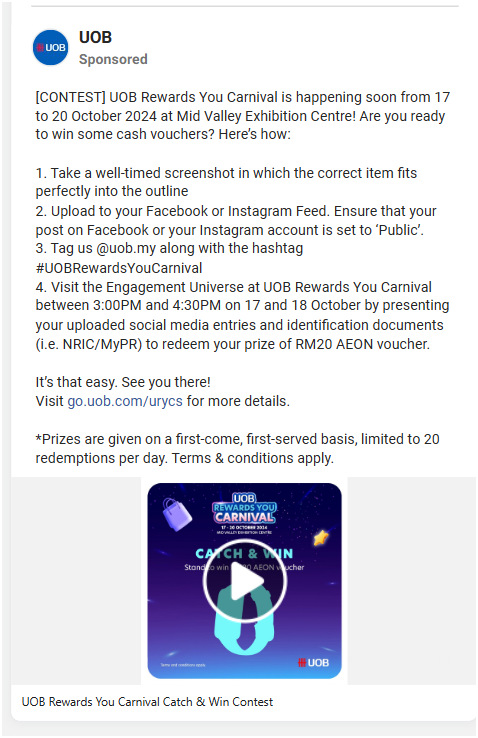 UOB
UOB
Sponsored
[CONTEST] UOB Rewards You Carnival is happening soon from 17
to 20 October 2024 at Mid Valley Exhibition Centre! Are you ready
to win some cash vouchers? Here’s how:
1. Take a well-timed screenshot in which the correct item fits
perfectly into the outline
2. Upload to your Facebook or Instagram Feed. Ensure that your
post on Facebook or your Instagram account is set to ‘Public’.
3. Tag us @uob.my along with the hashtag
#UOBRewardsYouCarnival
4. Visit the Engagement Universe at UOB Rewards You Carnival
between 3:00PM and 4:30PM on 17 and 18 October by presenting
your uploaded social media entries and identification documents
(i.e. NRIC/MyPR) to redeem your prize of RM20 AEON voucher.
It’s that easy. See you there!
Visit go.uob.com/urycs for more details.
*Prizes are given on a first-come, first-served basis, limited to 20
redemptions per day. Terms & conditions apply.
UOB
REWARDS YOU
CARNIVAL
17 - 20 OCTOBER 2024
MID VALLEY EXHIBITION CENTRE
CATCH & WIN
Stand to win AEON voucher
Terms and conditions apply.
UOB
UOB Rewards You Carnival Catch & Win Contest